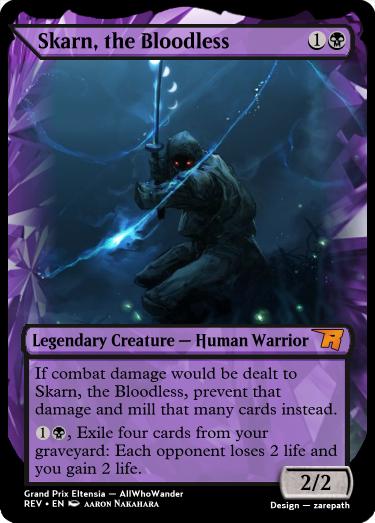 Skarn, the Bloodless 1
Legendary Creature — Human Warrior
If combat damage would be dealt to
Skarn, the Bloodless, prevent that
damage and mill that many cards instead.
1, Exile four cards from your
graveyard: Each opponent loses 2 life and
you gain 2 life.
2/2
Grand Prix Eltensia — AllWhoWander
REV • EN AARON NAKAHARA
Design — zarepath